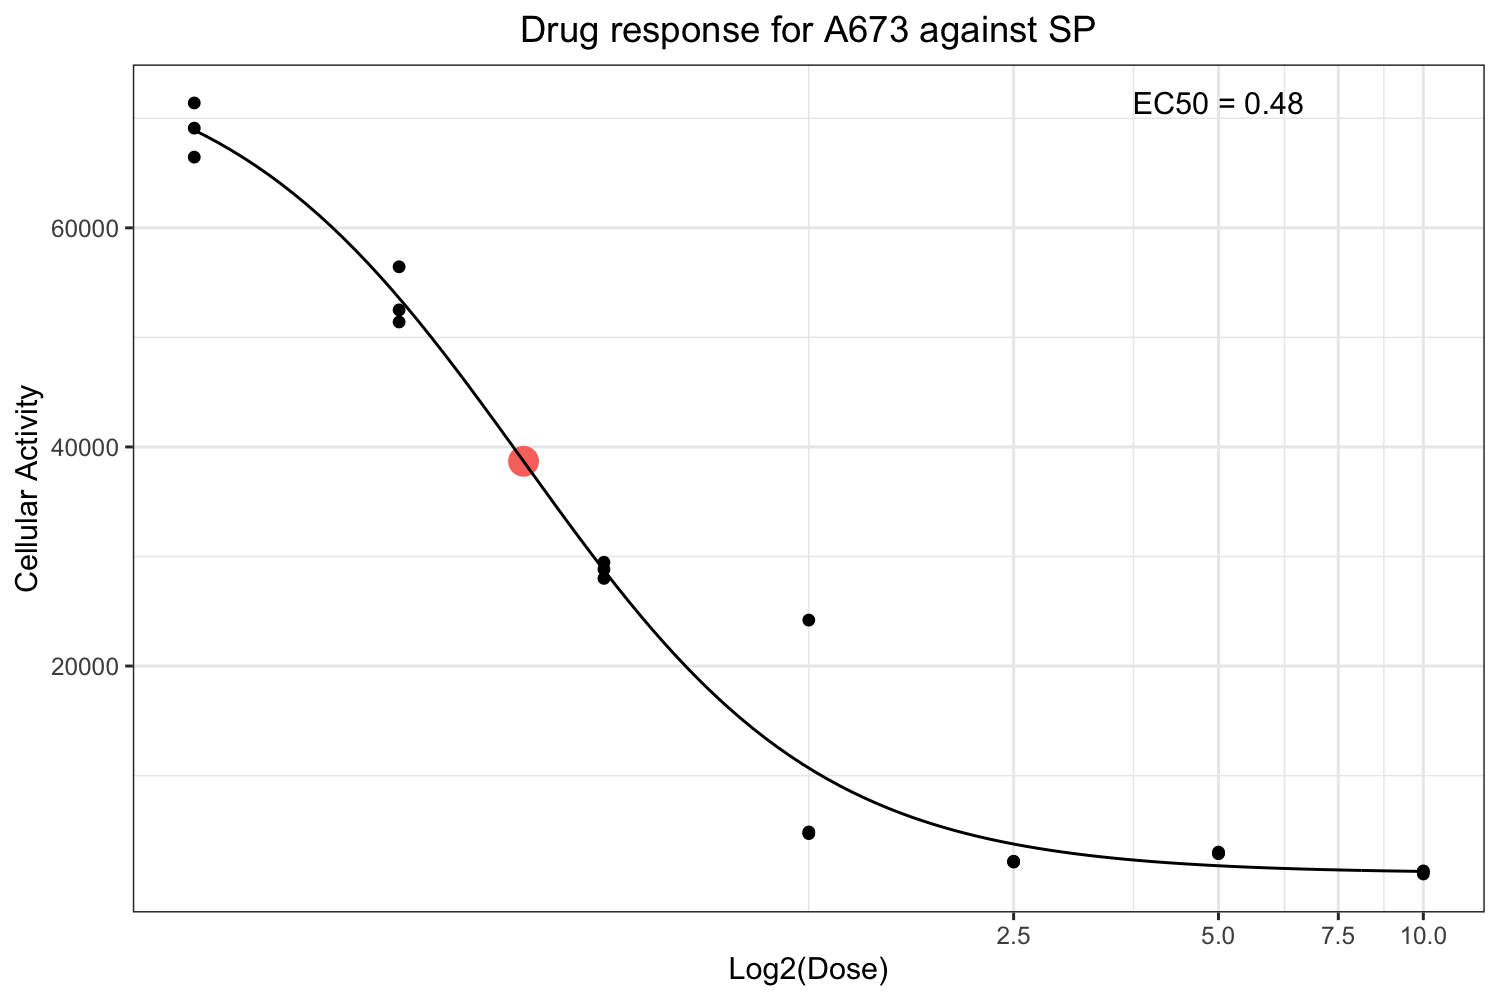 Drug response for A673 against SP
EC50 = 0.48
Cellular Activity
60000
40000
20000
2.5
5.0
7.5
10.0
Log2(Dose)